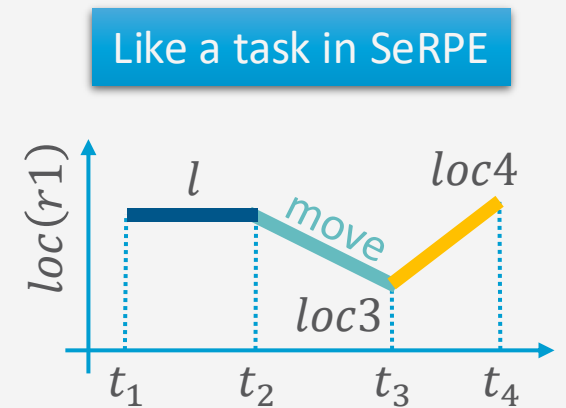 Like a task in SeRPE
loc(r1)
l
move
loc4
loc3
t₁ t₂ t₃ t₄